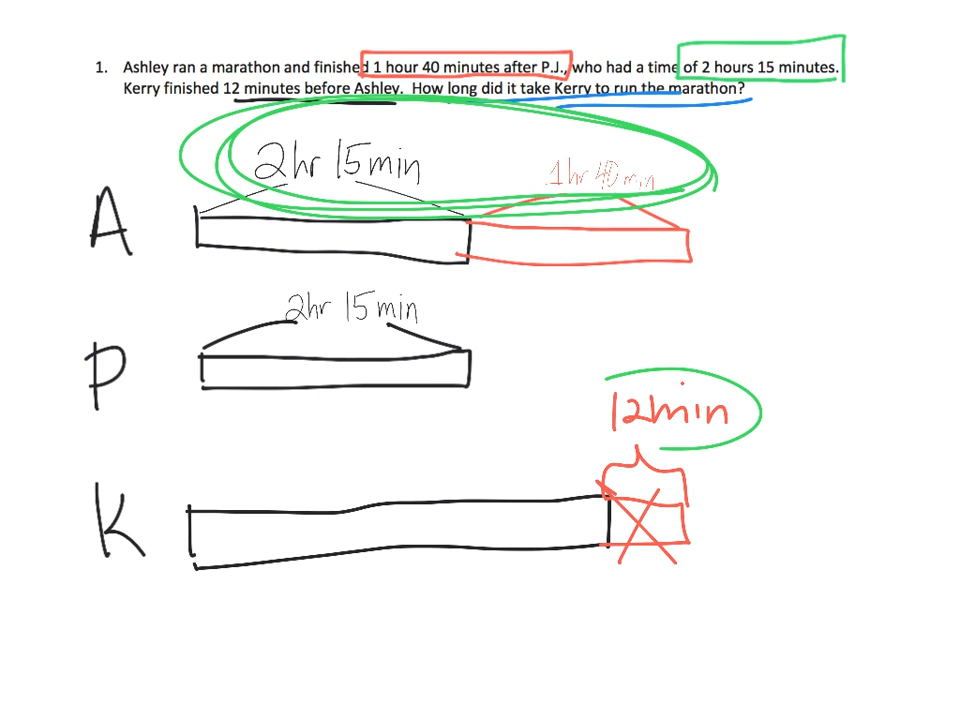 1. Ashley ran a marathon and finished 1 hour 40 minutes after P.J., who had a time of 2 hours 15 minutes.
Kerry finished 12 minutes before Ashley. How long did it take Kerry to run the marathon?
2hr 15min 1hr 40min
A
2hr 15min
P
12min
K